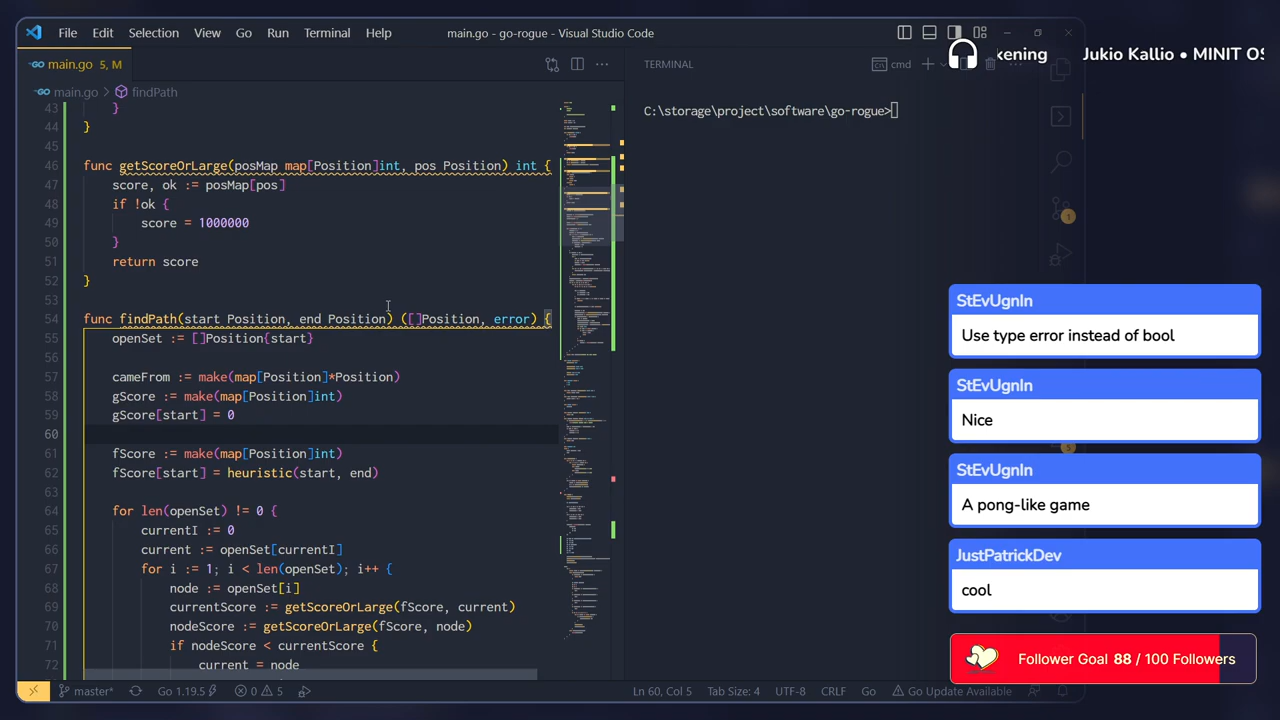 File Edit Selection View Go Run Terminal Help
main.go - go-rogue - Visual Studio Code
kening Jukio Kallio • MINIT OS
main.go 5, M
main.go > findPath
43 }
44 }
45
46 func getScoreOrLarge(posMap map[Position]int, pos Position) int {
47 score, ok := posMap[pos]
48 if !ok {
49 score = 1000000
50 }
51 return score
52 }
53
54 func findPath(start Position, end Position) ([]Position, error) {
55 openSet := []Position{start}
56
57 cameFrom := make(map[Position]*Position)
58 gScore := make(map[Position]int)
59 gScore[start] = 0
60
61 fScore := make(map[Position]int)
62 fScore[start] = heuristic(start, end)
63
64 for len(openSet) != 0 {
65 currentI := 0
66 current := openSet[currentI]
67 for i := 1; i < len(openSet); i++ {
68 node := openSet[i]
69 currentScore := getScoreOrLarge(fScore, current)
70 nodeScore := getScoreOrLarge(fScore, node)
71 if nodeScore < currentScore {
72 current = node
TERMINAL
cmd
C:\storage\project\software\go-rogue>
1
StEvUgnIn
Use type error instead of bool
StEvUgnIn
Nice
StEvUgnIn
A pong-like game
JustPatrickDev
cool
Follower Goal 88 / 100 Followers
master* Go 1.19.5 0 5
Ln 60, Col 5 Tab Size: 4 UTF-8 CRLF Go Go Update Available